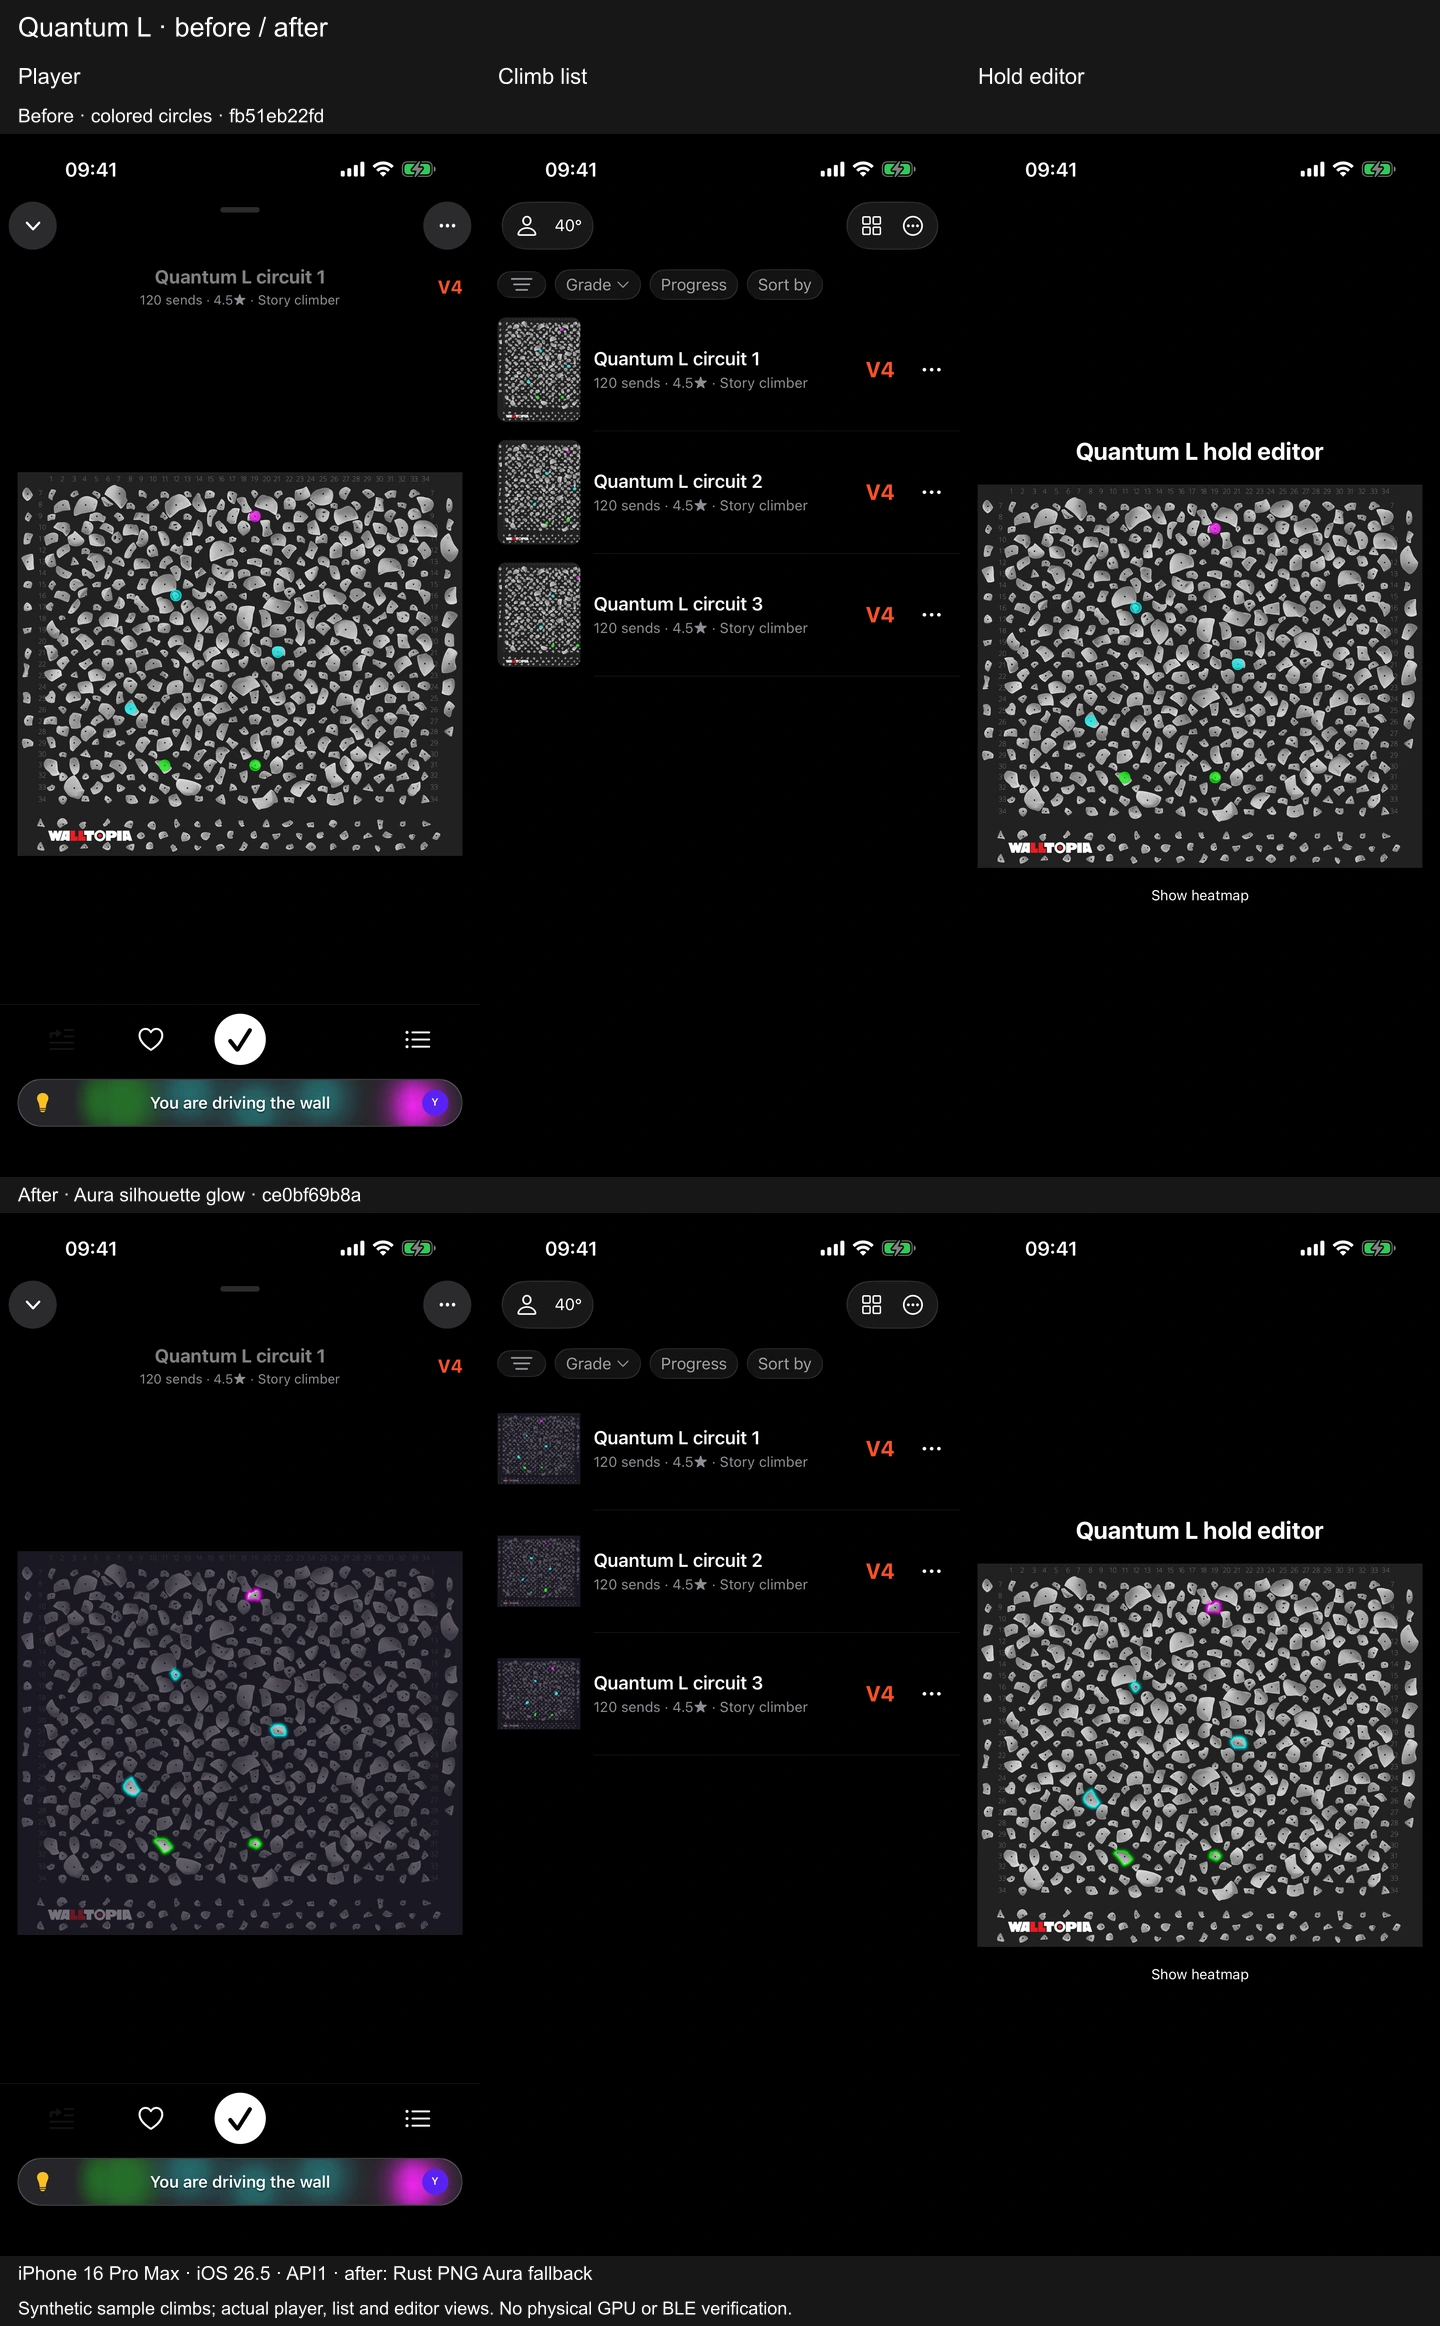 Quantum L · before / after
Player
Climb list
Hold editor
Before · colored circles · fb51eb22fd
09:41
Quantum L circuit 1
120 sends · 4.5★ · Story climber
V4
WALLTOPIA
You are driving the wall
Y
09:41
40°
Grade
Progress
Sort by
Quantum L circuit 1
120 sends · 4.5★ · Story climber
V4
Quantum L circuit 2
120 sends · 4.5★ · Story climber
V4
Quantum L circuit 3
120 sends · 4.5★ · Story climber
V4
09:41
Quantum L hold editor
WALLTOPIA
Show heatmap
After · Aura silhouette glow · ce0bf69b8a
09:41
Quantum L circuit 1
120 sends · 4.5★ · Story climber
V4
WALLTOPIA
You are driving the wall
Y
09:41
40°
Grade
Progress
Sort by
Quantum L circuit 1
120 sends · 4.5★ · Story climber
V4
Quantum L circuit 2
120 sends · 4.5★ · Story climber
V4
Quantum L circuit 3
120 sends · 4.5★ · Story climber
V4
09:41
Quantum L hold editor
WALLTOPIA
Show heatmap
iPhone 16 Pro Max · iOS 26.5 · API1 · after: Rust PNG Aura fallback
Synthetic sample climbs; actual player, list and editor views. No physical GPU or BLE verification.